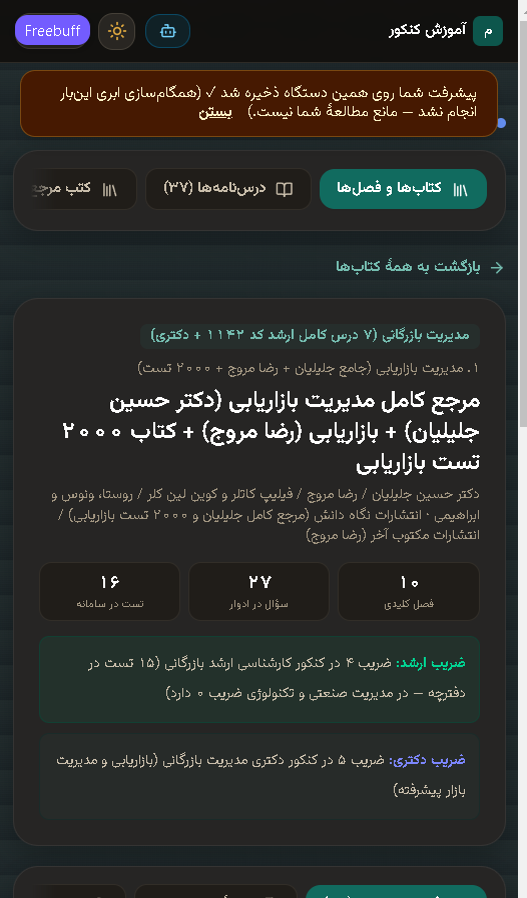 م آموزش کنکور
Freebuff
پیشرفت شما روی همین دستگاه ذخیره شد ✓ (همگام‌سازی ابری این‌بار
انجام نشد — مانع مطالعهٔ شما نیست.) بستن
کتاب‌ها و فصل‌ها
درس‌نامه‌ها (۳۷)
کتب مرجع
بازگشت به همهٔ کتاب‌ها
مدیریت بازرگانی (۷ درس کامل ارشد کد ۱۱۴۲ + دکتری)
۱. مدیریت بازاریابی (جامع جلیلیان + رضا مروج + ۲۰۰۰ تست)
مرجع کامل مدیریت بازاریابی (دکتر حسین
جلیلیان) + بازاریابی (رضا مروج) + کتاب ۲۰۰۰
تست بازاریابی
دکتر حسین جلیلیان / رضا مروج / فیلیپ کاتلر و کوین لین کلر / روستا، ونوس و
ابراهیمی · انتشارات نگاه دانش (مرجع کامل جلیلیان و ۲۰۰۰ تست بازاریابی) /
انتشارات مکتوب آخر (رضا مروج)
۱۰
فصل کلیدی
۲۷
سؤال در ادوار
۱۶
تست در سامانه
ضریب ارشد: ضریب ۴ در کنکور کارشناسی ارشد بازرگانی (۱۵ تست در
دفترچه — در مدیریت صنعتی و تکنولوژی ضریب ۰ دارد)
ضریب دکتری: ضریب ۵ در کنکور دکتری مدیریت بازرگانی (بازاریابی و مدیریت
بازار پیشرفته)